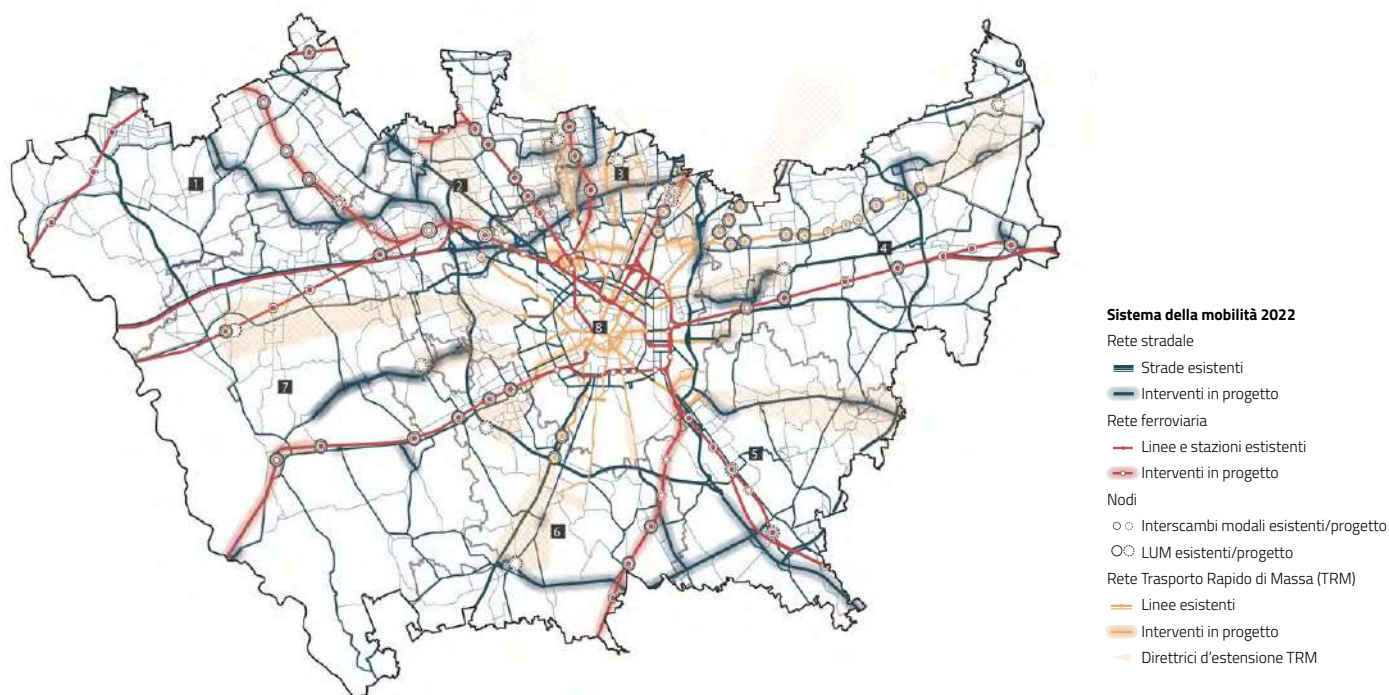 1
2
3
4
8
7
5
6
Sistema della mobilità 2022
Rete stradale
Strade esistenti
Interventi in progetto
Rete ferroviaria
Linee e stazioni estistenti
Interventi in progetto
Nodi
Interscambi modali esistenti/progetto
LUM esistenti/progetto
Rete Trasporto Rapido di Massa (TRM)
Linee esistenti
Interventi in progetto
Direttrici d'estensione TRM